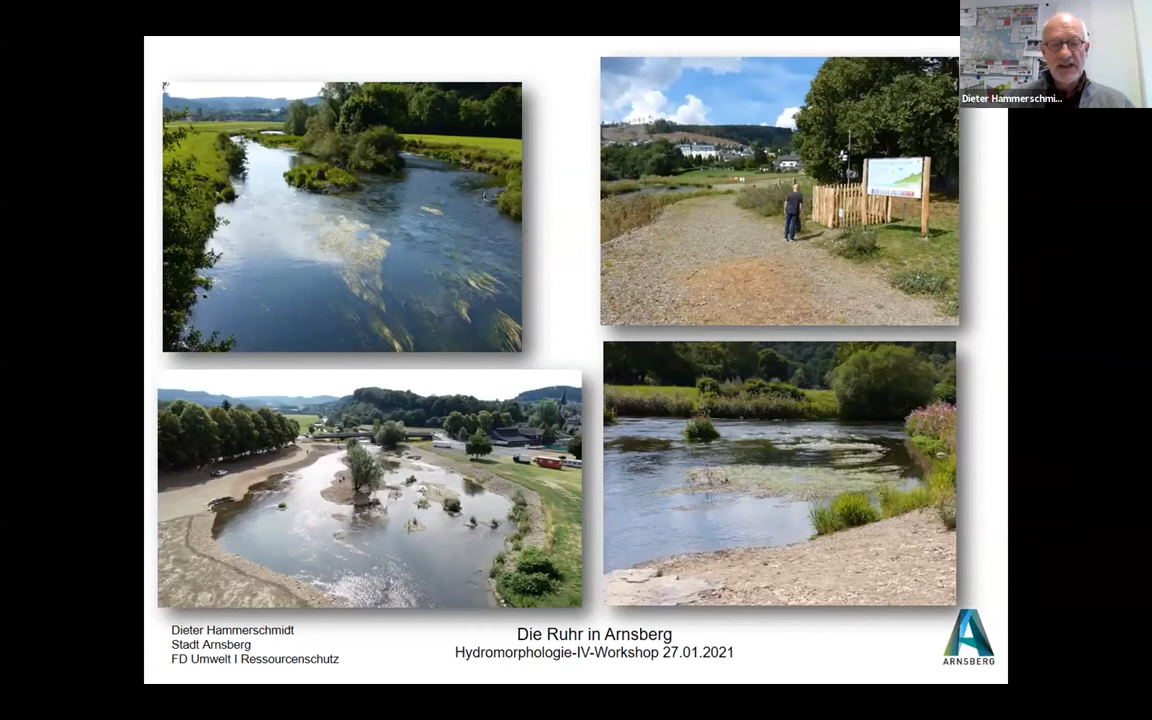 Dieter Hammerschmi...
Dieter Hammerschmidt
Stadt Arnsberg
FD Umwelt I Ressourcenschutz
Die Ruhr in Arnsberg
Hydromorphologie-IV-Workshop 27.01.2021
ARNSBERG